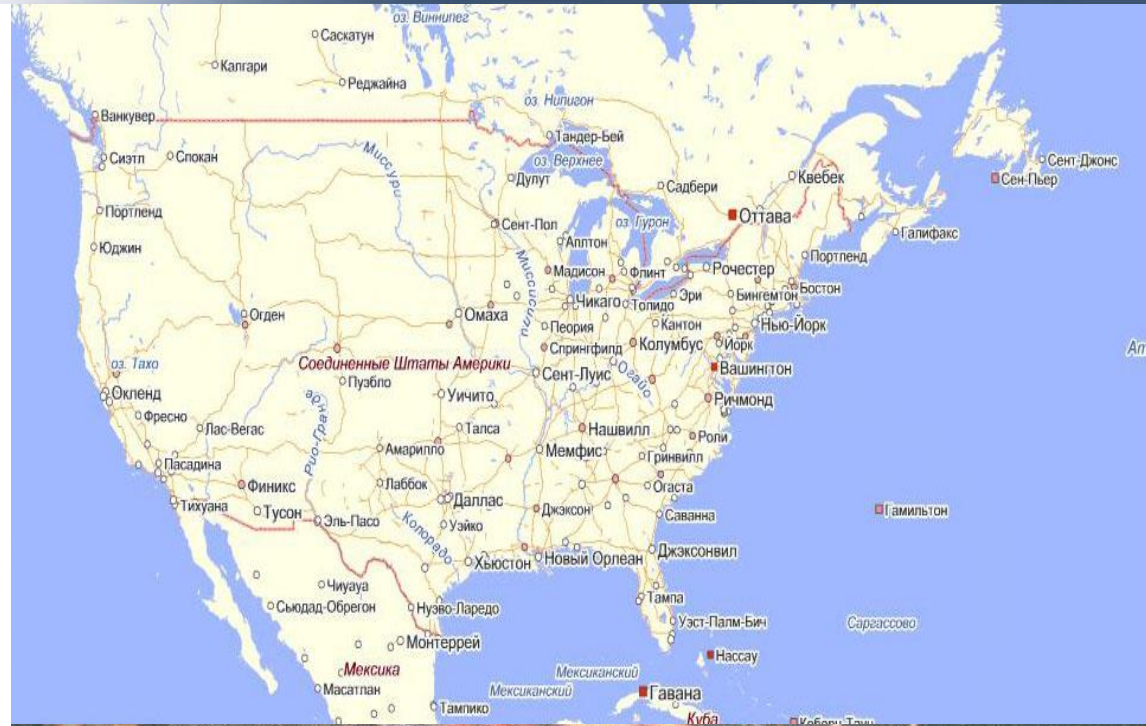 оз. Виннипег
Саскатун
Калгари
Реджайна
оз. Нипигон
Ванкувер
Тандер-Бей
Сент-Джонс
Сиэтл
Спокан
Миссури
оз. Верхнее
Дулут
Садбери
Квебек
Сен-Пьер
Портленд
Сент-Пол
оз. Гурон
Оттава
Галифакс
Юджин
Аплтон
Портленд
Миссисипи
Мадисон
Флинт
Рочестер
Бостон
Огден
Омаха
Чикаго
Толидо
Эри
Бингемтон
Пеория
Кантон
Нью-Йорк
Спрингфилд
Колумбус
Йорк
Ат
оз. Тахо
Соединенные Штаты Америки
Сент-Луис
Огайо
Вашингтон
Пуэбло
Окленд
Уичито
Ричмонд
Рио-Гранде
Фресно
Лас-Вегас
Талса
Нашвилл
Роли
Амарилло
Мемфис
Гринвилл
Пасадина
Финикс
Лаббок
Огаста
Даллас
Тихуана
Тусон
Эль-Пасо
Колорадо
Уэйко
Джэксон
Саванна
Гамильтон
Хьюстон
Новый Орлеан
Джэксонвил
Чиуауа
Сьюдад-Обрегон
Нуэво-Ларедо
Тампа
Уэст-Палм-Бич
Саргассово
Монтеррей
Нассау
Мексика
Мексиканский
Масатлан
Мексиканский
Гавана
Тампико
Куба